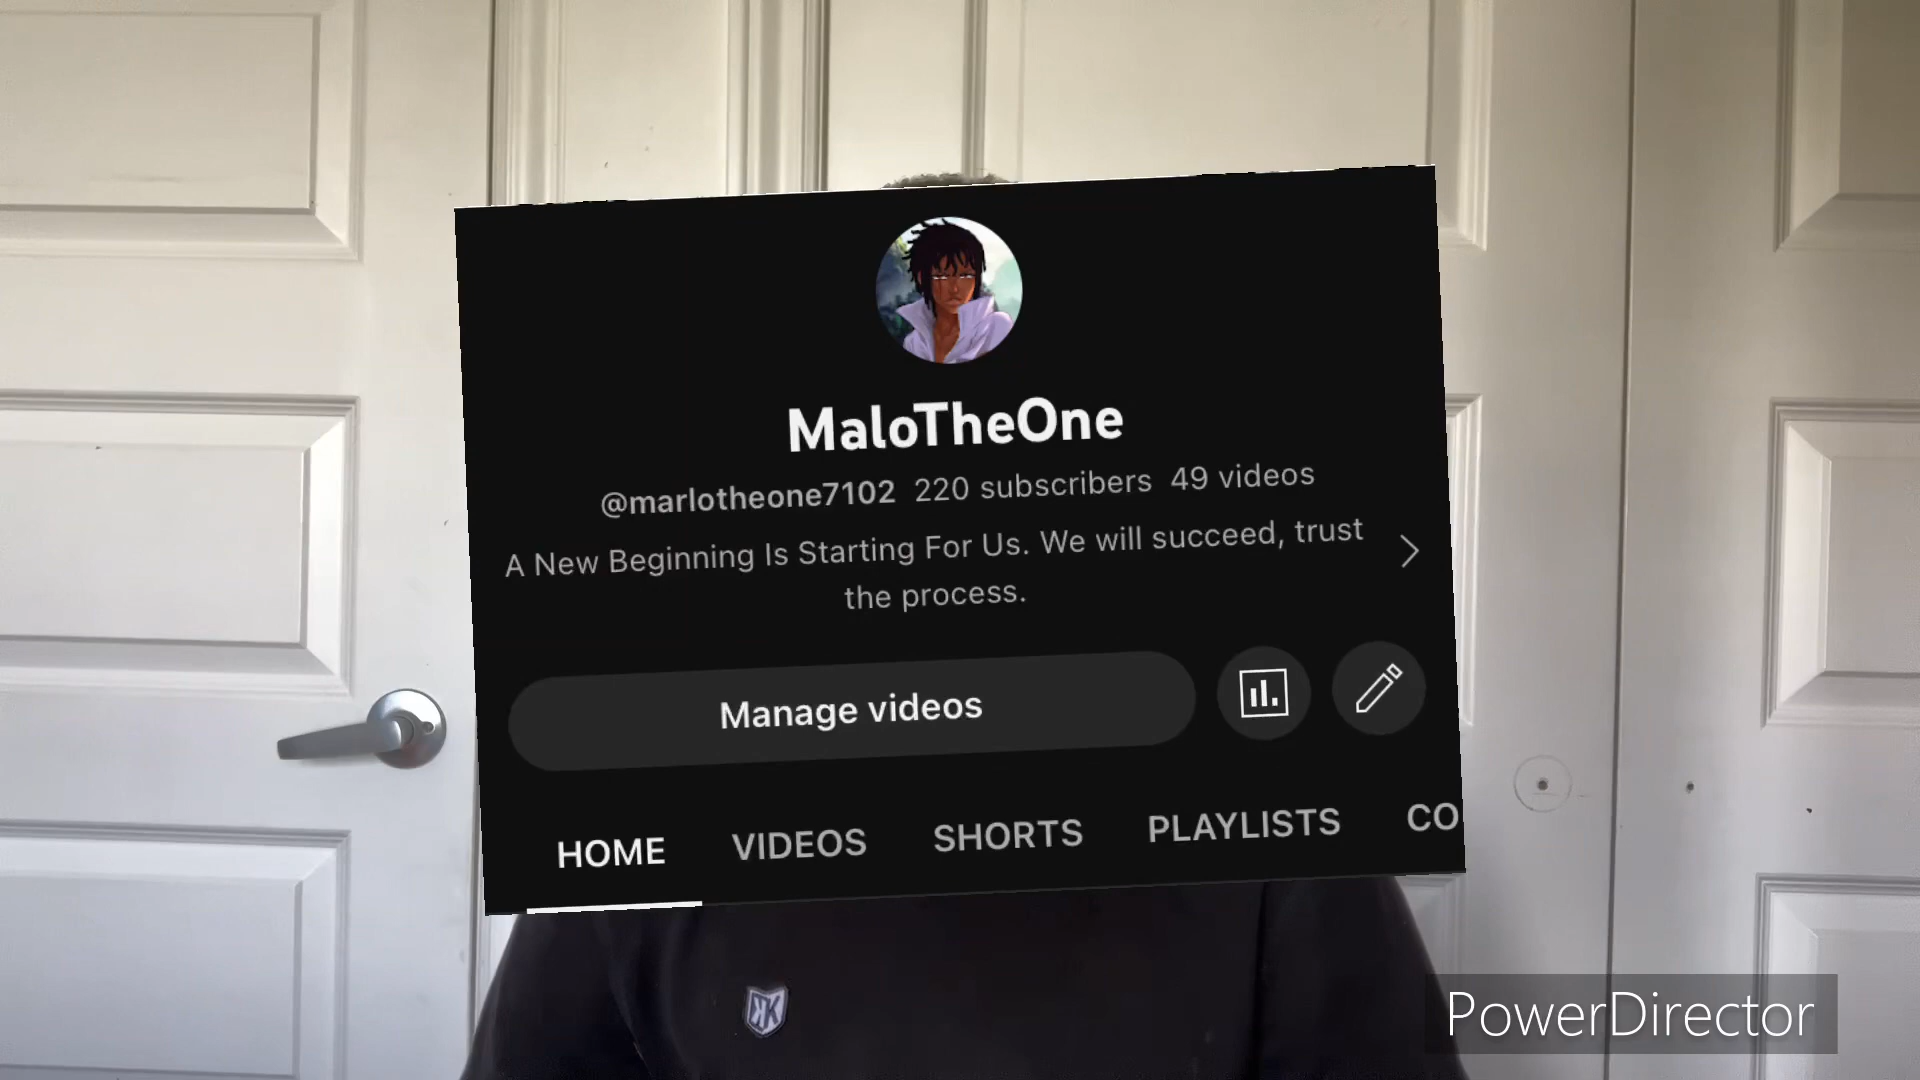 MaloTheOne
@marlotheone7102 220 subscribers 49 videos
A New Beginning Is Starting For Us. We will succeed, trust
the process.
Manage videos
HOME VIDEOS SHORTS PLAYLISTS CO
PowerDirector